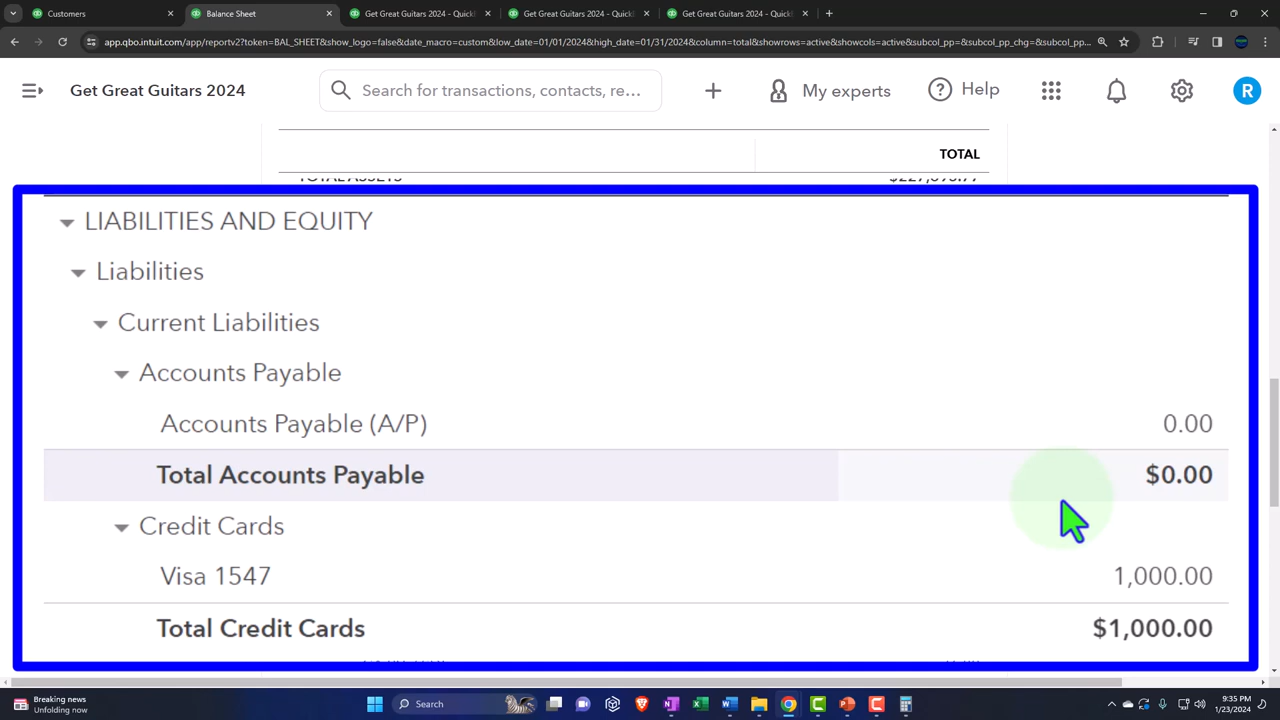 Customers
Balance Sheet
Get Great Guitars 2024 - QuickB
Get Great Guitars 2024 - QuickB
Get Great Guitars 2024 - QuickB
app.qbo.intuit.com/app/reportv2?token=BAL_SHEET&show_logo=false&date_macro=custom&low_date=01/01/2024&high_date=01/31/2024&column=total&showrows=active&showcols=active&subcol_pp=&subcol_pp_chg=&subcol_pp...
Get Great Guitars 2024
Search for transactions, contacts, re...
My experts
Help
R
TOTAL
TOTAL ASSETS
LIABILITIES AND EQUITY
Liabilities
Current Liabilities
Accounts Payable
Accounts Payable (A/P) 0.00
Total Accounts Payable $0.00
Credit Cards
Visa 1547 1,000.00
Total Credit Cards $1,000.00
Breaking news
Unfolding now
Search
9:35 PM
1/23/2024